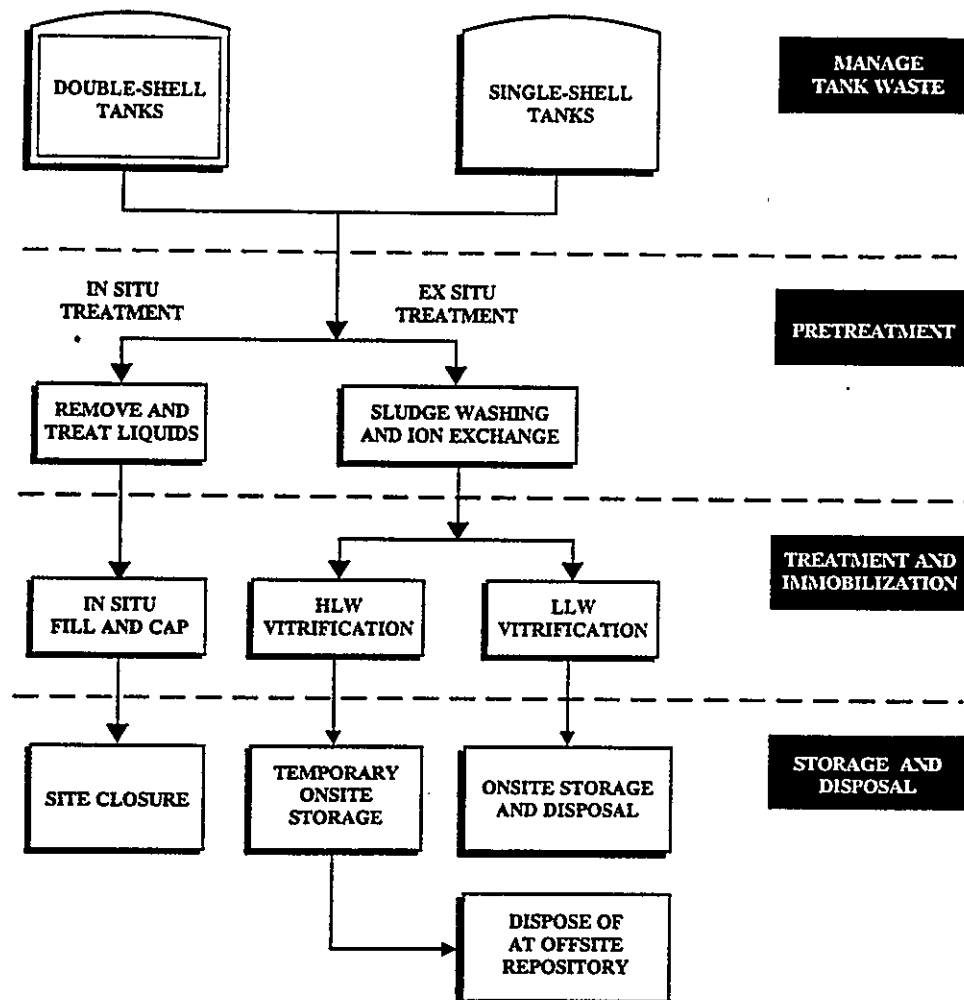 DOUBLE-SHELL
TANKS
SINGLE-SHELL
TANKS
MANAGE
TANK WASTE
IN SITU
TREATMENT
EX SITU
TREATMENT
PRETREATMENT
REMOVE AND
TREAT LIQUIDS
SLUDGE WASHING
AND ION EXCHANGE
TREATMENT AND
IMMOBILIZATION
IN SITU
FILL AND CAP
HLW
VITRIFICATION
LLW
VITRIFICATION
STORAGE AND
DISPOSAL
SITE CLOSURE
TEMPORARY
ONSITE
STORAGE
ONSITE STORAGE
AND DISPOSAL
DISPOSE OF
AT OFFSITE
REPOSITORY